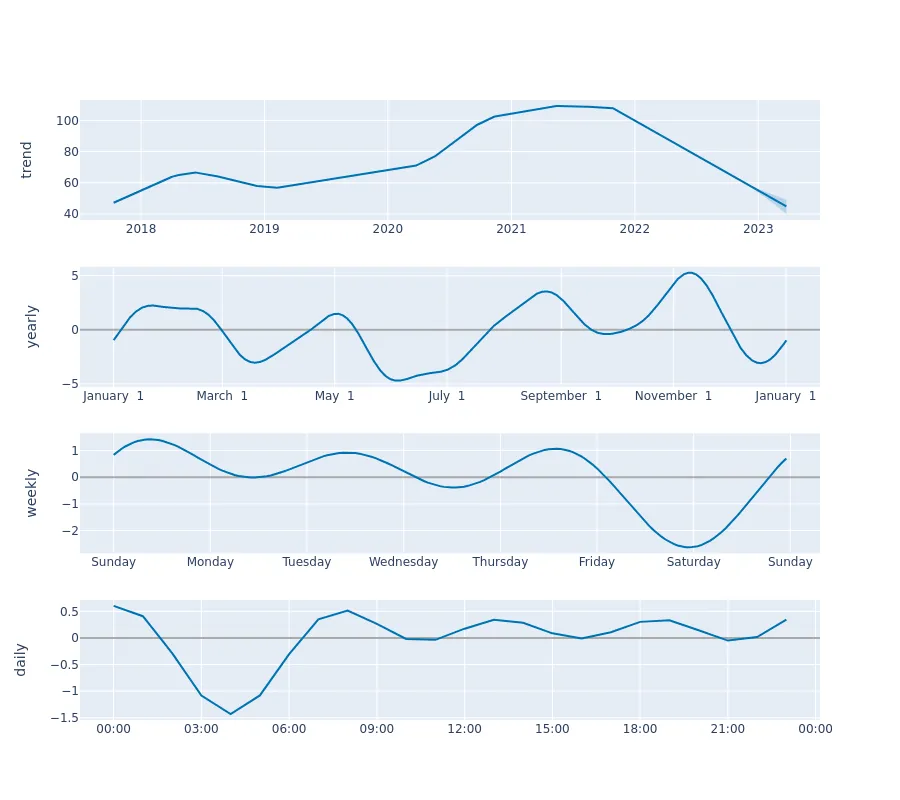 trend
100
80
60
40
2018 2019 2020 2021 2022 2023
yearly
5
0
−5
January 1 March 1 May 1 July 1 September 1 November 1 January 1
weekly
1
0
−1
−2
Sunday Monday Tuesday Wednesday Thursday Friday Saturday Sunday
daily
0.5
0
−0.5
−1
−1.5
00:00 03:00 06:00 09:00 12:00 15:00 18:00 21:00 00:00